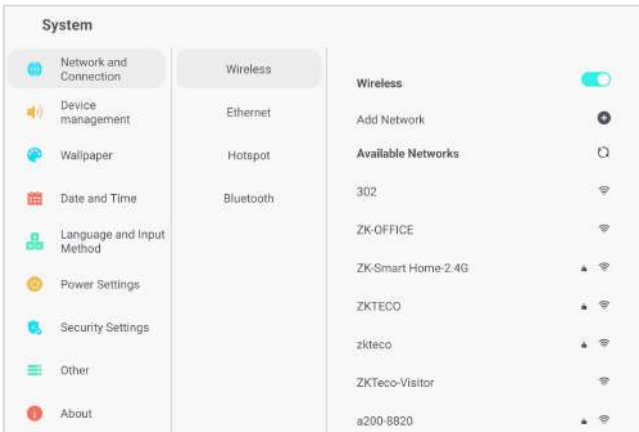 System
Network and
Connection
Device
management
Wallpaper
Date and Time
Language and Input
Method
Power Settings
Security Settings
Other
About
Wireless
Ethernet
Hotspot
Bluetooth
Wireless
Add Network
Available Networks
302
ZK-OFFICE
ZK-Smart Home-2.4G
ZKTECO
zkteco
ZKTeco-Visitor
a200-8820